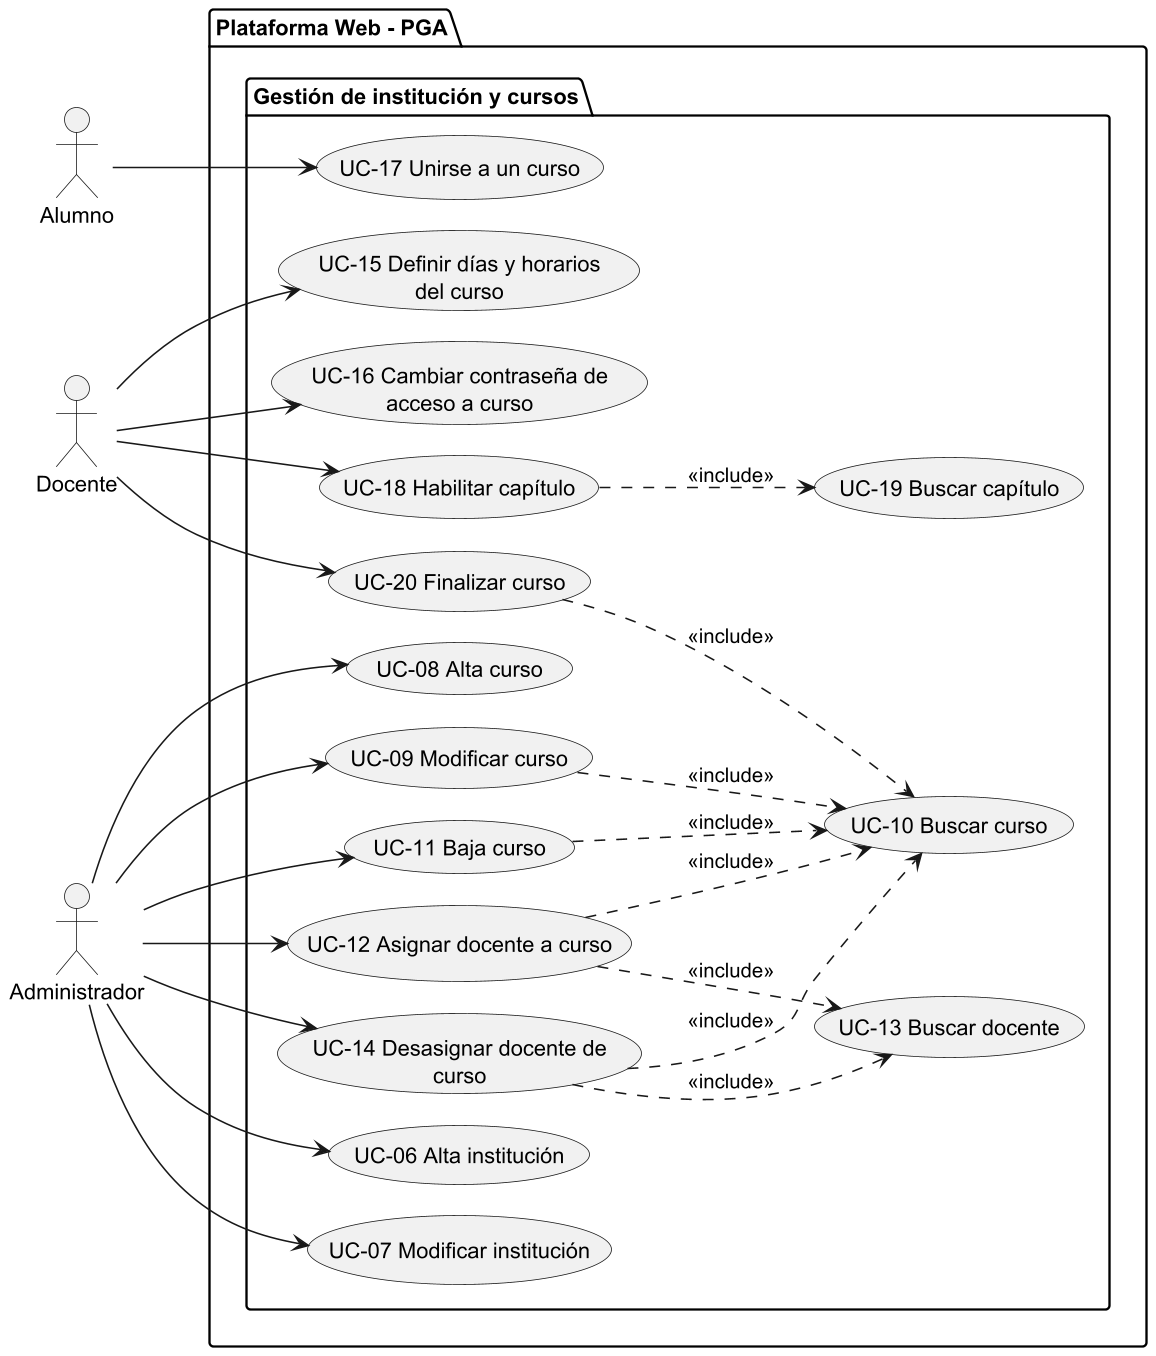 Plataforma Web - PGA
Gestión de institución y cursos
Alumno
UC-17 Unirse a un curso
UC-15 Definir días y horarios
del curso
UC-16 Cambiar contraseña de
acceso a curso
Docente
UC-18 Habilitar capítulo
«include»
UC-19 Buscar capítulo
UC-20 Finalizar curso
«include»
UC-08 Alta curso
UC-09 Modificar curso
«include»
UC-10 Buscar curso
UC-11 Baja curso
«include»
«include»
UC-12 Asignar docente a curso
Administrador
«include»
UC-13 Buscar docente
«include»
UC-14 Desasignar docente de
curso
«include»
UC-06 Alta institución
UC-07 Modificar institución